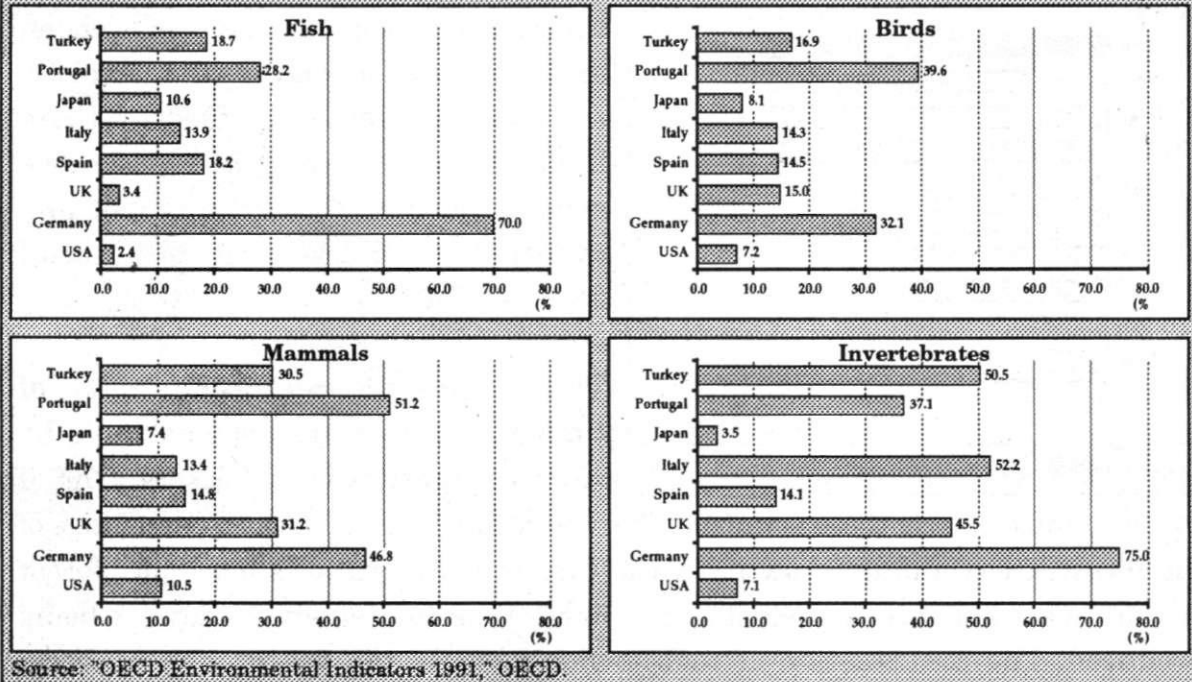 Fish
Turkey 18.7
Portugal 28.2
Japan 10.6
Italy 13.9
Spain 18.2
UK 3.4
Germany 70.0
USA 2.4
0.0 10.0 20.0 30.0 40.0 50.0 60.0 70.0 80.0
(%
Birds
Turkey 16.9
Portugal 39.6
Japan 8.1
Italy 14.3
Spain 14.5
UK 15.0
Germany 32.1
USA 7.2
0.0 10.0 20.0 30.0 40.0 50.0 60.0 70.0 80.0
(%
Mammals
Turkey 30.5
Portugal 51.2
Japan 7.4
Italy 13.4
Spain 14.8
UK 31.2
Germany 46.8
USA 10.5
0.0 10.0 20.0 30.0 40.0 50.0 60.0 70.0 80.0
(%)
Invertebrates
Turkey 50.5
Portugal 37.1
Japan 3.5
Italy 52.2
Spain 14.1
UK 45.5
Germany 75.0
USA 7.1
0.0 10.0 20.0 30.0 40.0 50.0 60.0 70.0 80.0
(%)
Source: "OECD Environmental Indicators 1991," OECD.